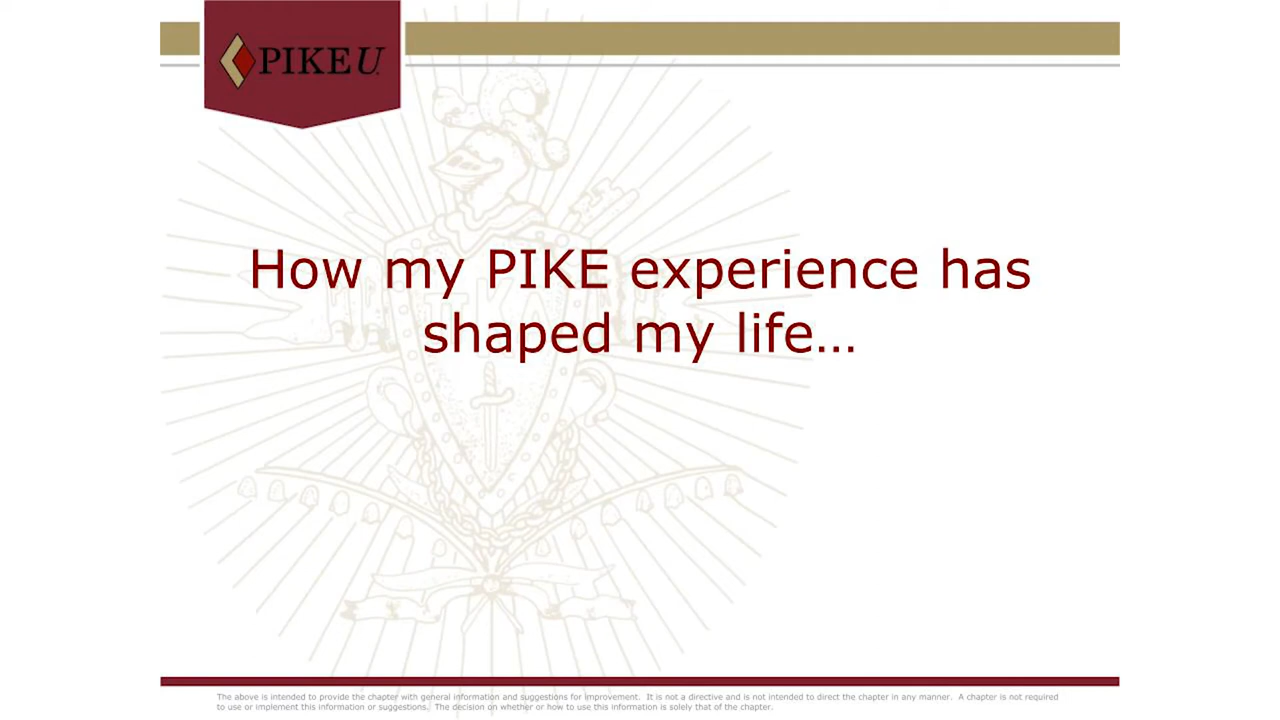 PIKE U
How my PIKE experience has
shaped my life…
The above is intended to provide the chapter with general information and suggestions for improvement. It is not a directive and is not intended to direct the chapter in any manner. A chapter is not required
to use or implement this information or suggestions. The decision on whether or how to use this information is solely that of the chapter.